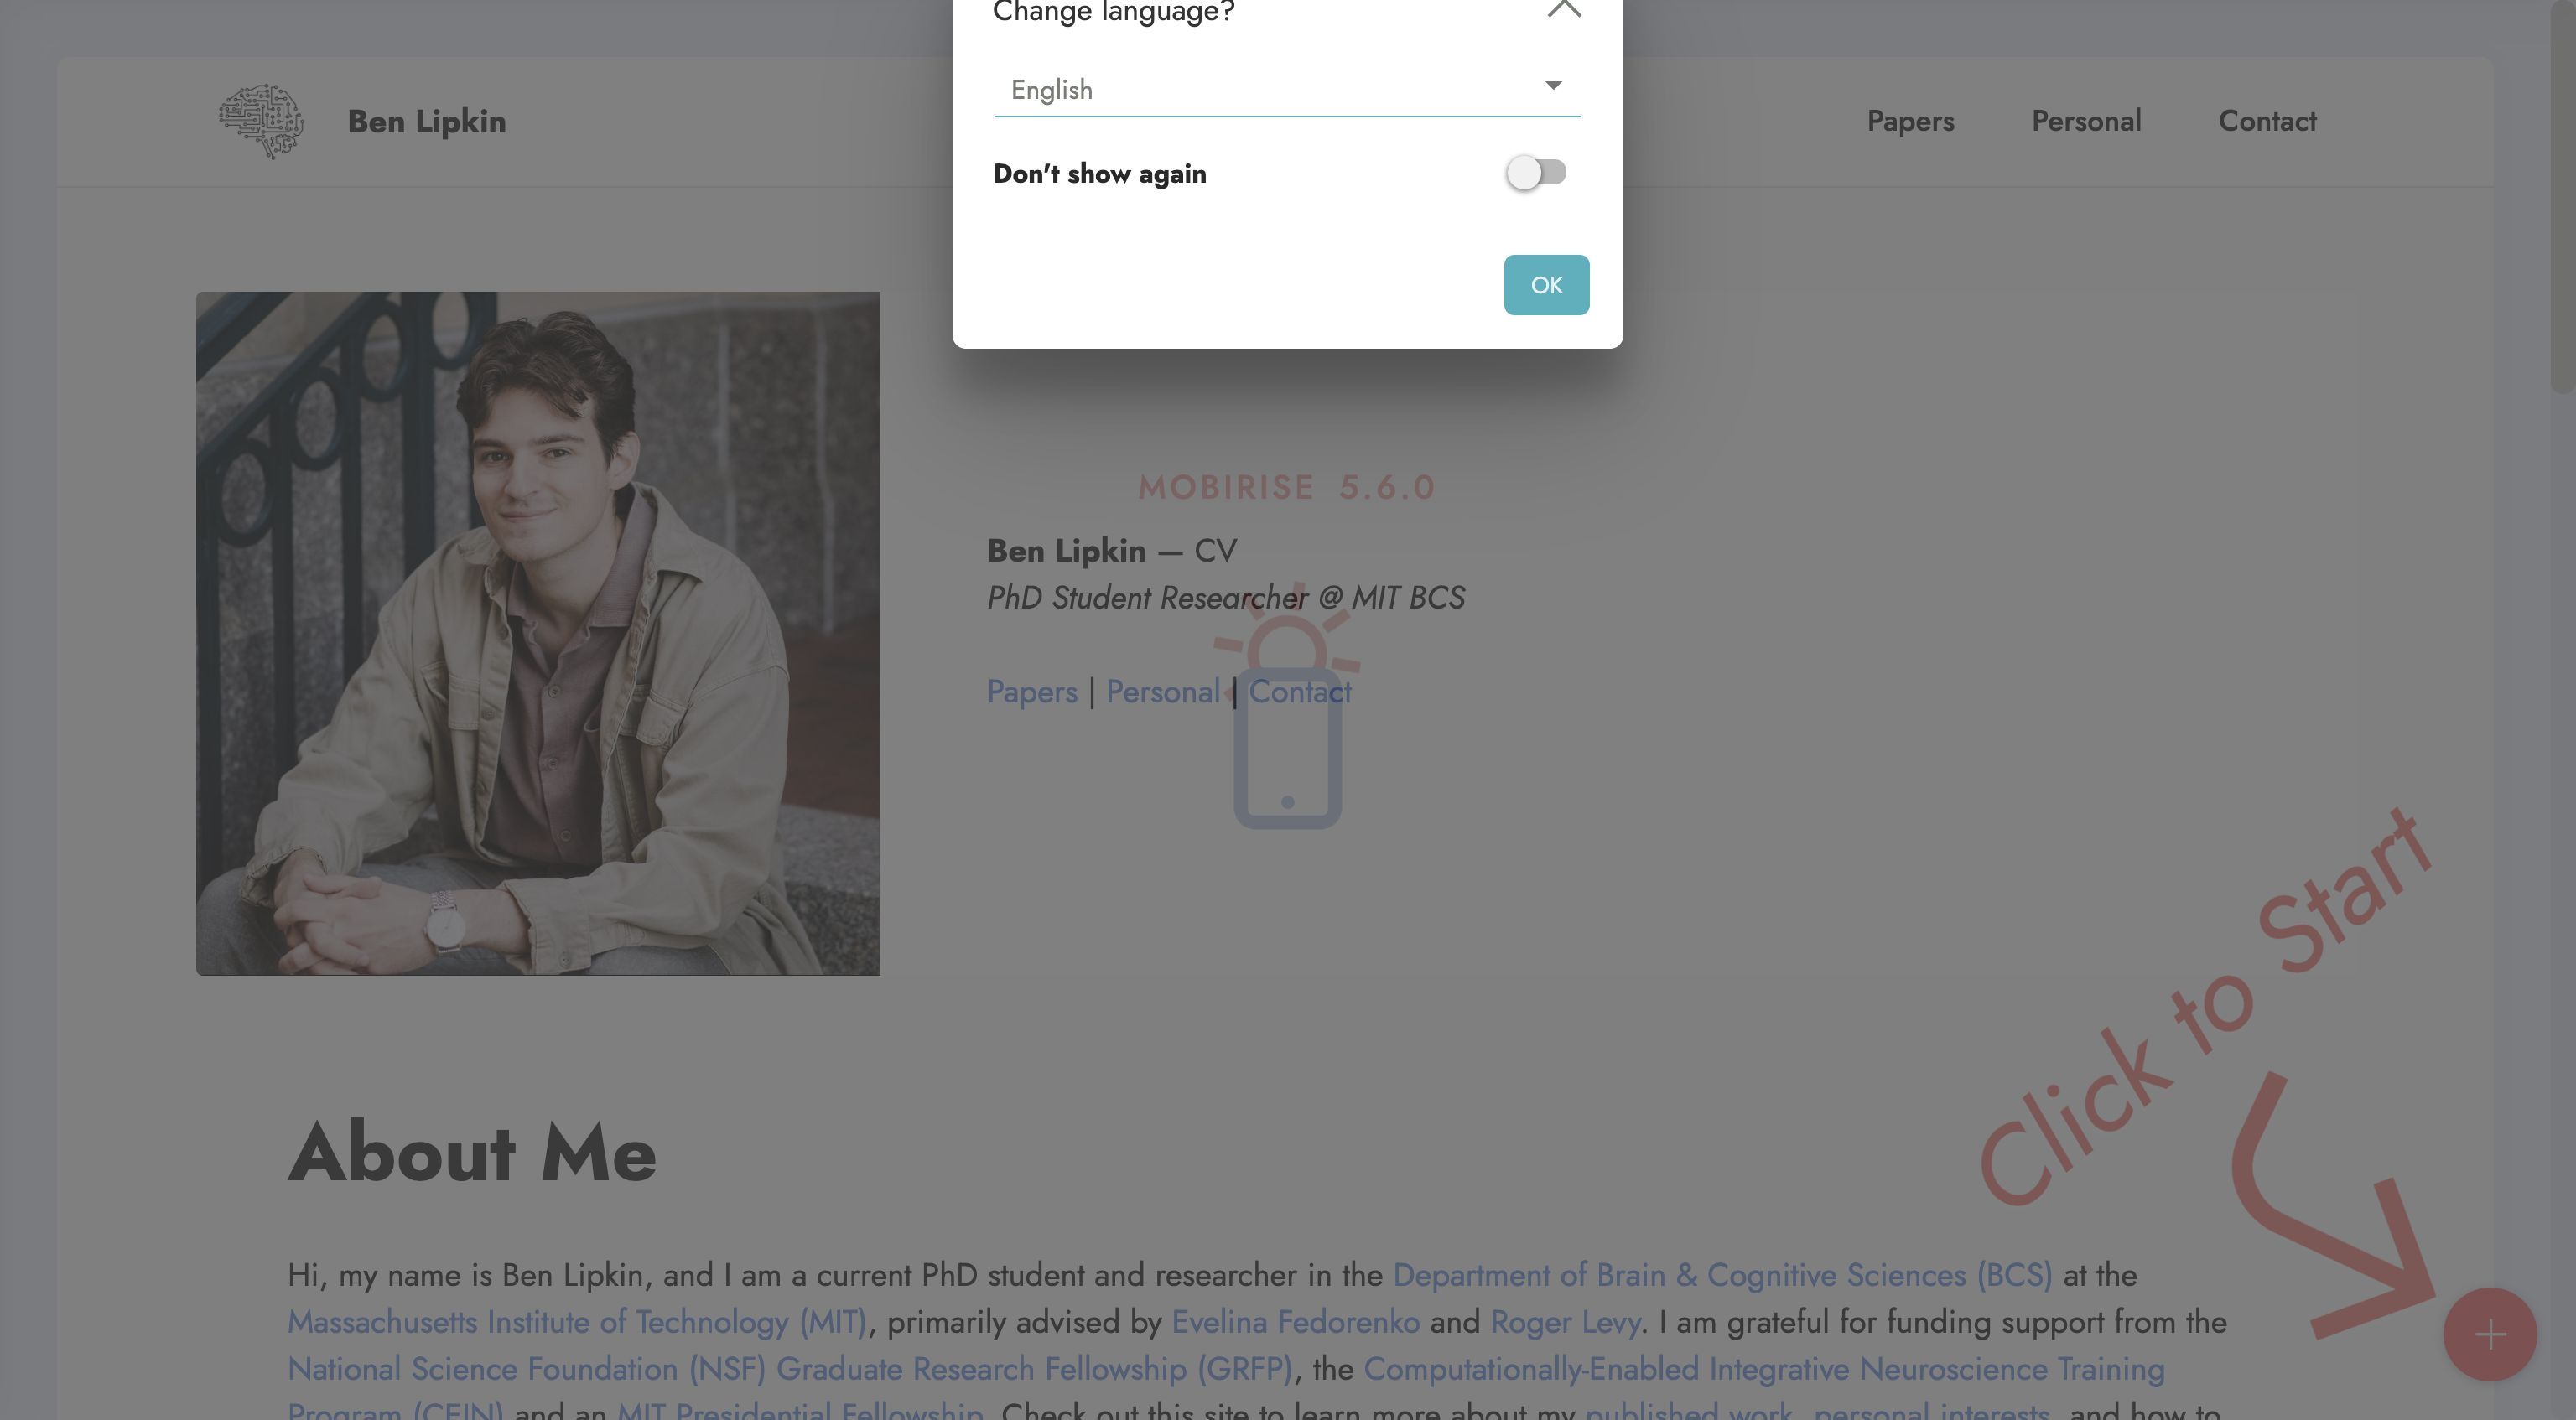 Change language?
English
Don't show again
OK
Ben Lipkin
Papers
Personal
Contact
MOBIRISE 5.6.0
Ben Lipkin — CV
PhD Student Researcher @ MIT BCS
Papers | Personal | Contact
Click to Start
About Me
Hi, my name is Ben Lipkin, and I am a current PhD student and researcher in the Department of Brain & Cognitive Sciences (BCS) at the
Massachusetts Institute of Technology (MIT), primarily advised by Evelina Fedorenko and Roger Levy. I am grateful for funding support from the
National Science Foundation (NSF) Graduate Research Fellowship (GRFP), the Computationally-Enabled Integrative Neuroscience Training
Program (CEIN) and an MIT Presidential Fellowship. Check out this site to learn more about my published work, personal interests, and how to